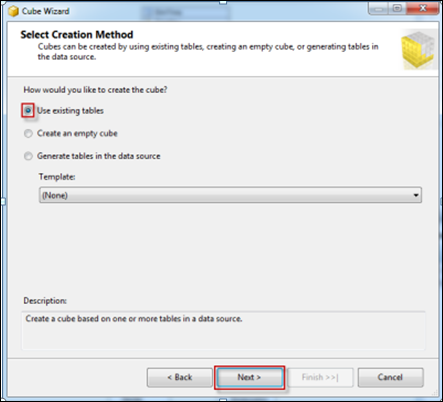 Cube Wizard
Select Creation Method
Cubes can be created by using existing tables, creating an empty cube, or generating tables in
the data source.
How would you like to create the cube?
Use existing tables
Create an empty cube
Generate tables in the data source
Template:
(None)
Description:
Create a cube based on one or more tables in a data source.
< Back
Next >
Finish >>|
Cancel